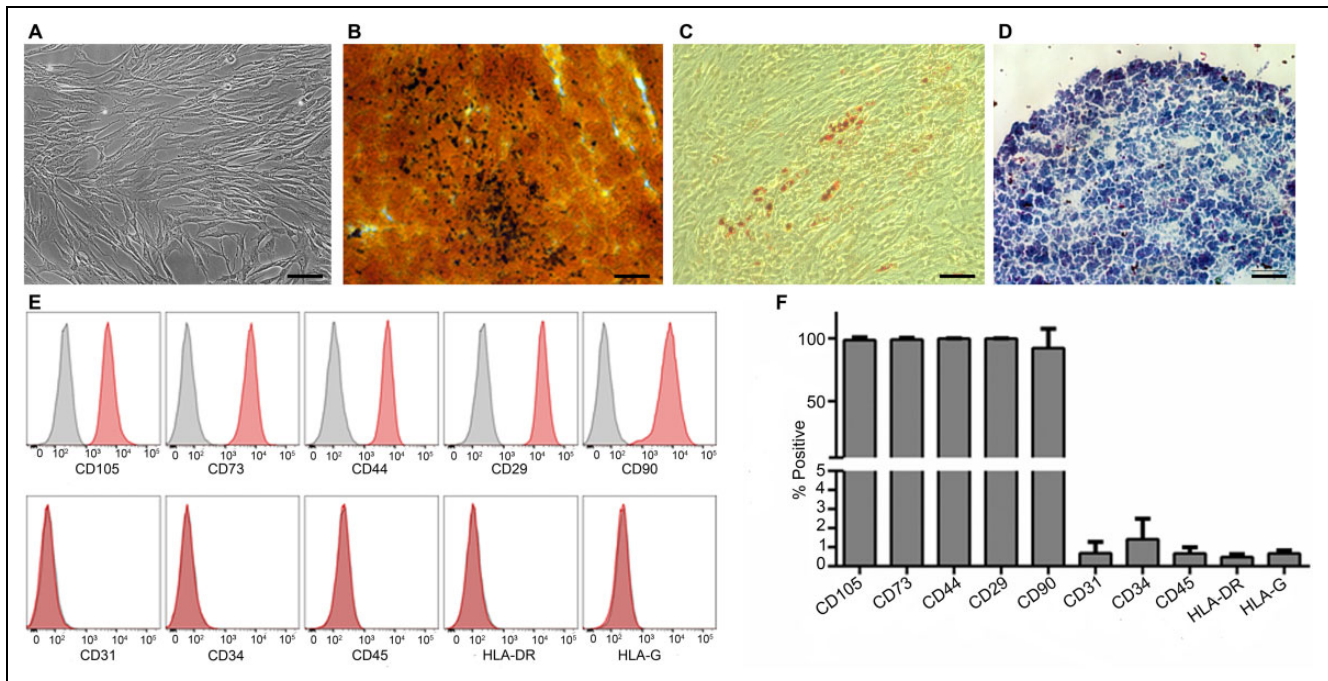 A B C D
E
0 10² 10³ 10⁴ 10⁵ 0 10² 10³ 10⁴ 10⁵ 0 10² 10³ 10⁴ 10⁵ 0 10² 10³ 10⁴ 10⁵ 0 10² 10³ 10⁴ 10⁵
CD105 CD73 CD44 CD29 CD90
0 10² 10³ 10⁴ 10⁵ 0 10² 10³ 10⁴ 10⁵ 0 10² 10³ 10⁴ 10⁵ 0 10² 10³ 10⁴ 10⁵ 0 10² 10³ 10⁴ 10⁵
CD31 CD34 CD45 HLA-DR HLA-G
F
% Positive
100
50
5
4
3
2
1
0
CD105 CD73 CD44 CD29 CD90 CD31 CD34 CD45 HLA-DR HLA-G